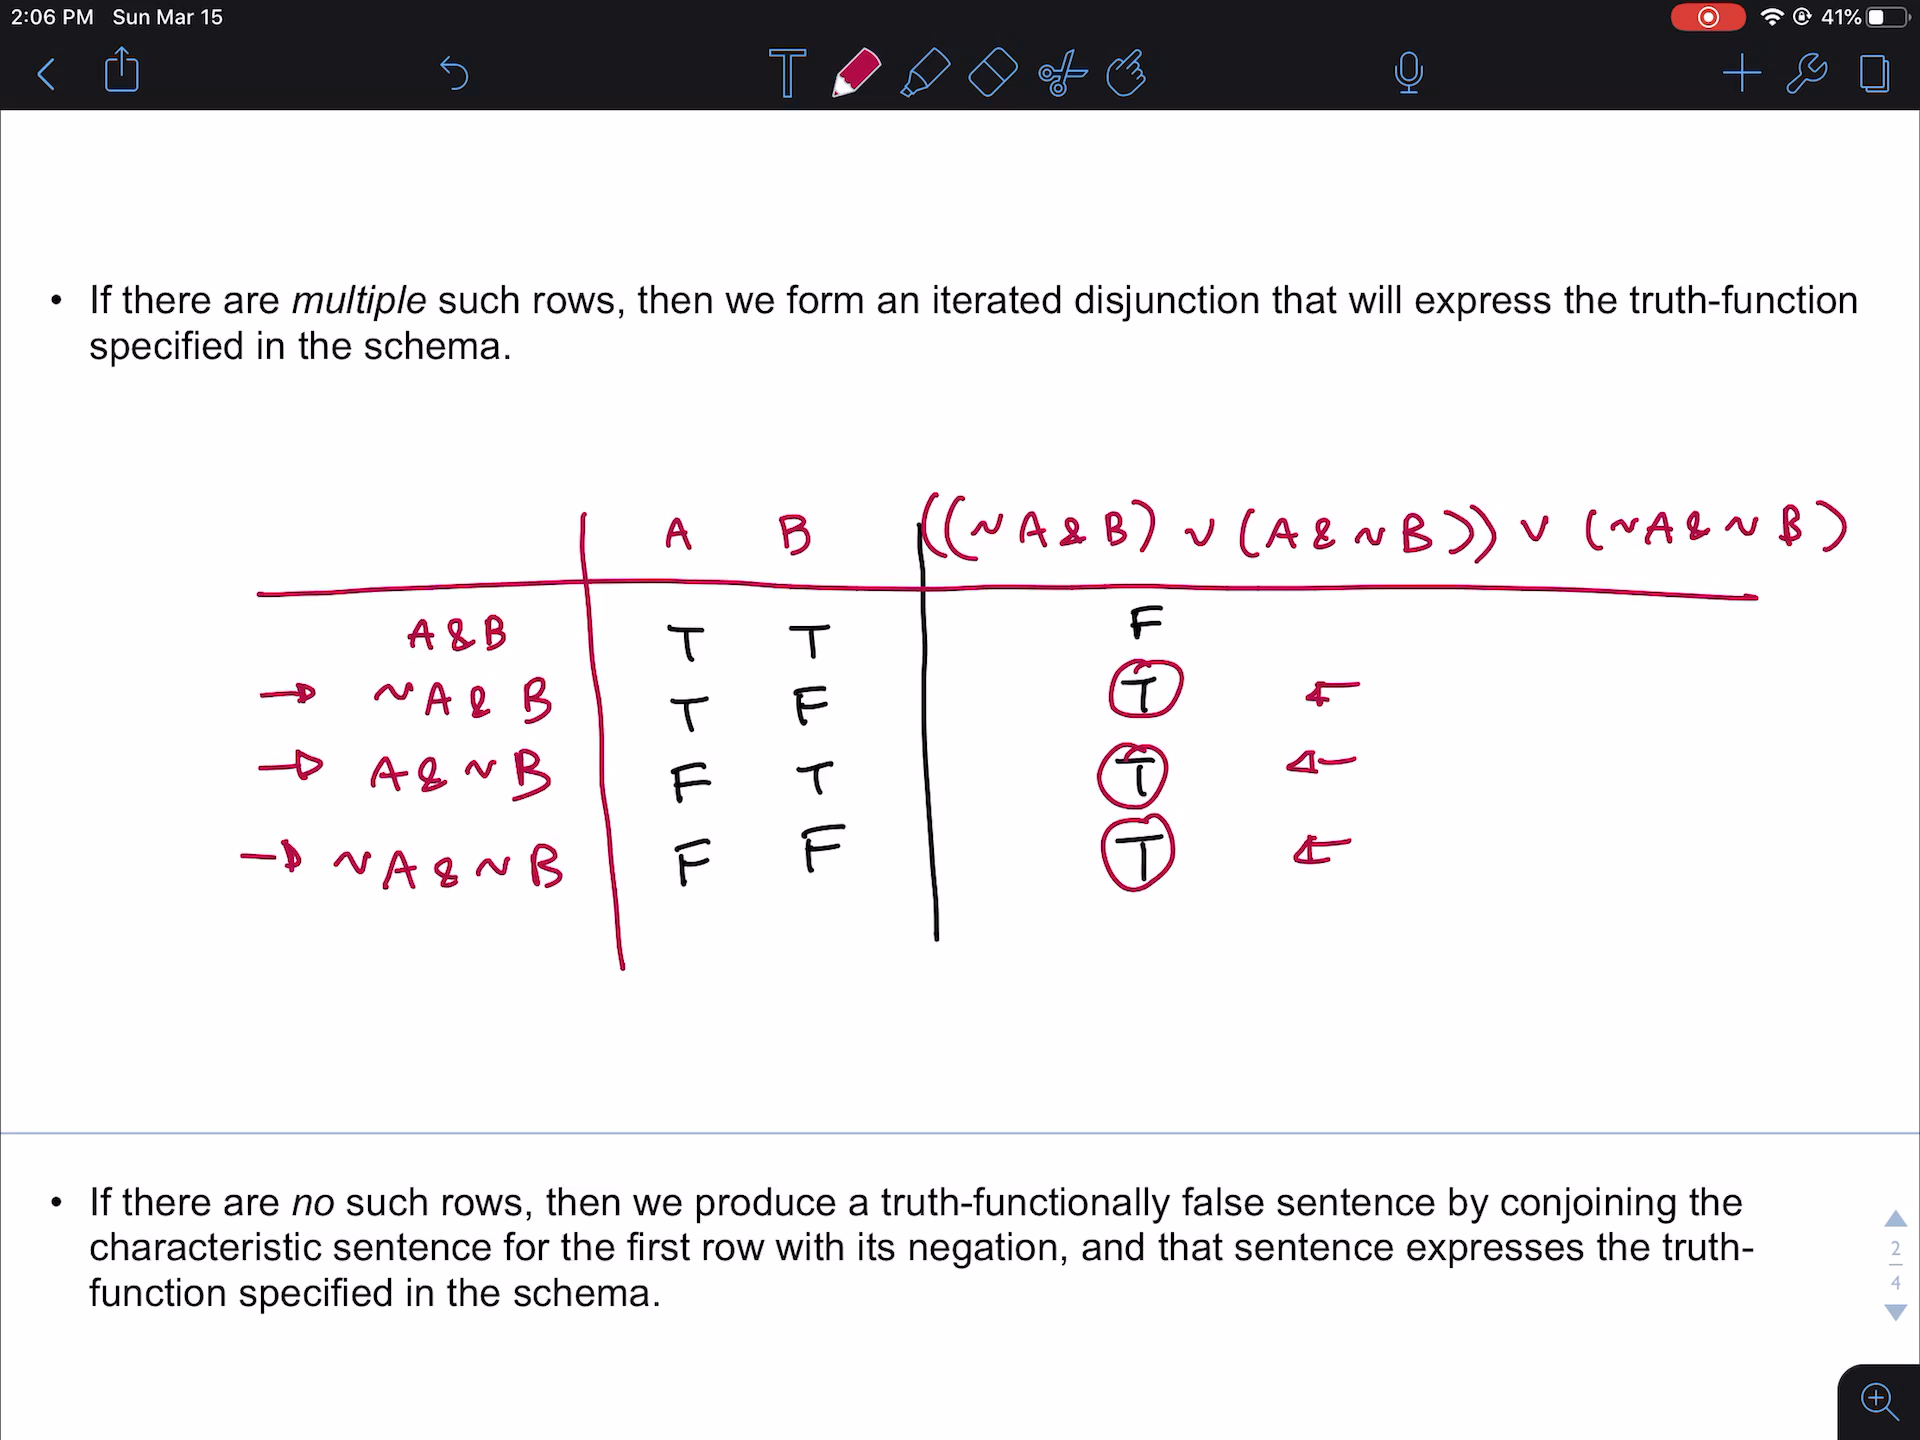 2:06 PM Sun Mar 15 41%
• If there are multiple such rows, then we form an iterated disjunction that will express the truth-function
specified in the schema.
A B ((~A&B) ∨ (A&~B)) ∨ (~A&~B)
A&B T T F
→ ~A&B T F T ←
→ A&~B F T T ←
→ ~A&~B F F T ←
• If there are no such rows, then we produce a truth-functionally false sentence by conjoining the
characteristic sentence for the first row with its negation, and that sentence expresses the truth-
function specified in the schema.
2
4